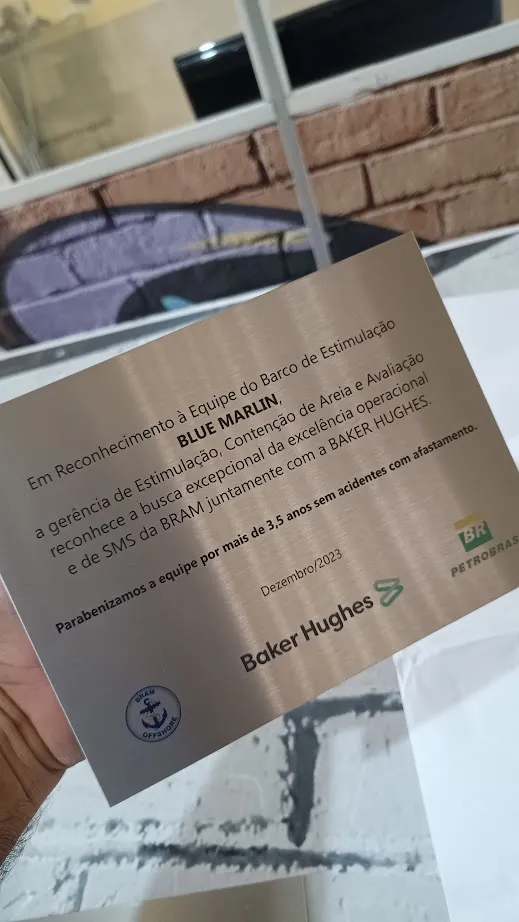 Em Reconhecimento à Equipe do Barco de Estimulação
BLUE MARLIN,
a gerência de Estimulação, Contenção de Areia e Avaliação
reconhece a busca excepcional da excelência operacional
e de SMS da BRAM juntamente com a BAKER HUGHES.
Parabenizamos a equipe por mais de 3,5 anos sem acidentes com afastamento.
Dezembro/2023
BRAM
OFFSHORE
Baker Hughes
BR
PETROBRAS